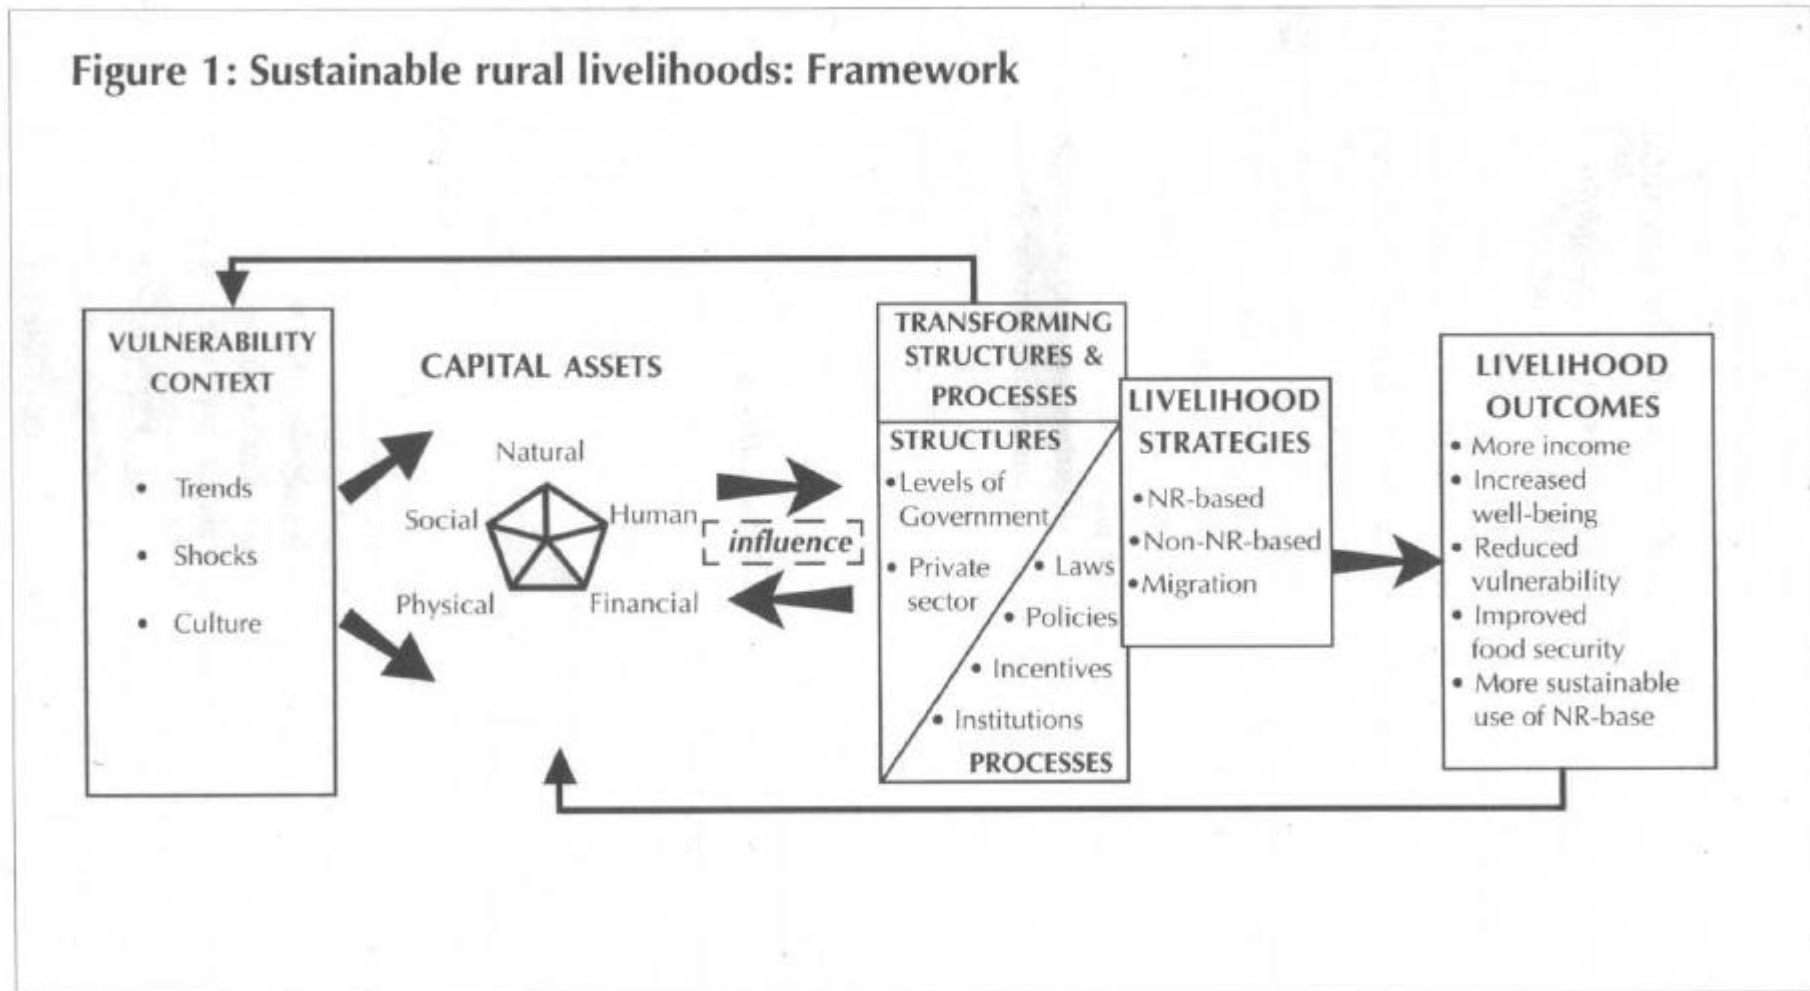 Figure 1: Sustainable rural livelihoods: Framework
VULNERABILITY
CONTEXT
• Trends
• Shocks
• Culture
CAPITAL ASSETS
Natural
Social
Human
Physical
Financial
influence
TRANSFORMING
STRUCTURES &
PROCESSES
STRUCTURES
• Levels of
Government
• Private
sector
• Laws
• Policies
• Incentives
• Institutions
PROCESSES
LIVELIHOOD
STRATEGIES
• NR-based
• Non-NR-based
• Migration
LIVELIHOOD
OUTCOMES
• More income
• Increased
well-being
• Reduced
vulnerability
• Improved
food security
• More sustainable
use of NR-base